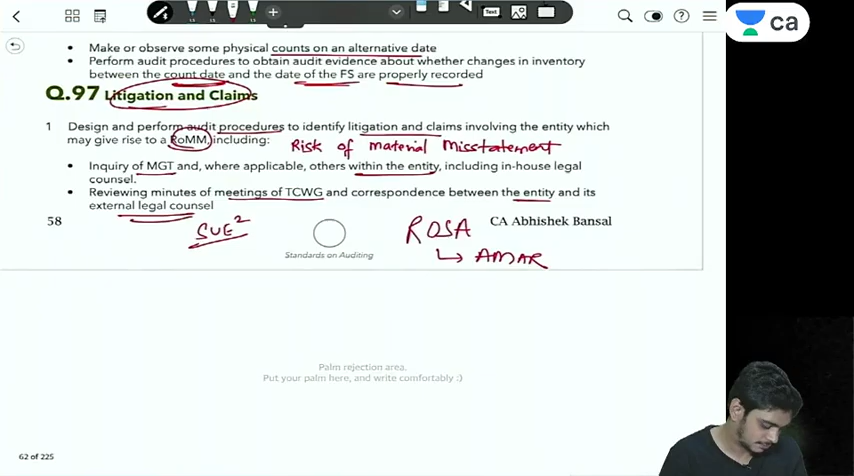 Text
ca
• Make or observe some physical counts on an alternative date
• Perform audit procedures to obtain audit evidence about whether changes in inventory
between the count date and the date of the FS are properly recorded
Q.97 Litigation and Claims
1 Design and perform audit procedures to identify litigation and claims involving the entity which
may give rise to a RoMM, including:
Risk of material Misstatement
• Inquiry of MGT and, where applicable, others within the entity, including in-house legal
counsel.
• Reviewing minutes of meetings of TCWG and correspondence between the entity and its
external legal counsel
58
SUE²
Standards on Auditing
ROSA
CA Abhishek Bansal
↳ AMAR
Palm rejection area.
Put your palm here, and write comfortably :)
62 of 225